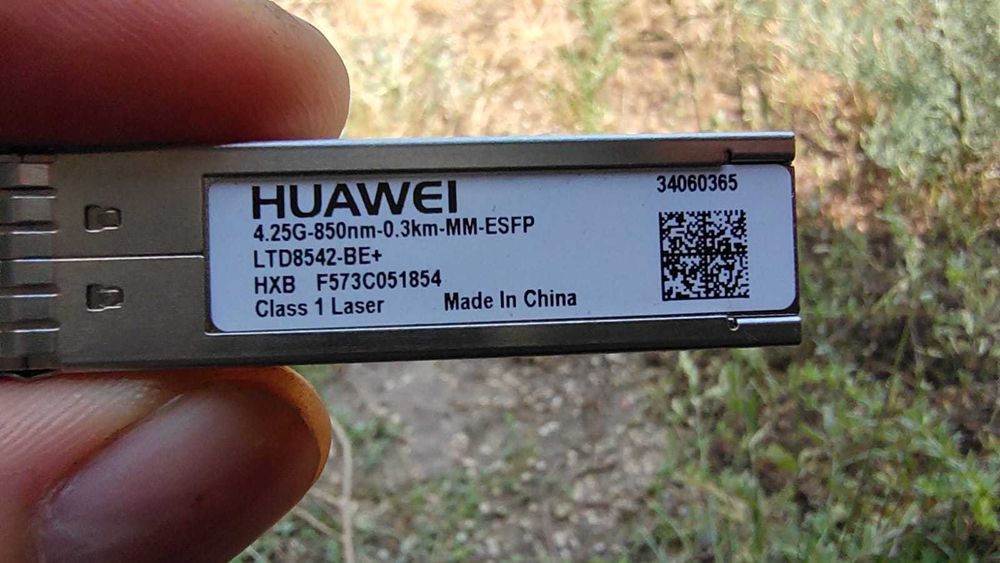 HUAWEI
34060365
4.25G-850nm-0.3km-MM-ESFP
LTD8542-BE+
HXB F573C051854
Class 1 Laser Made In China